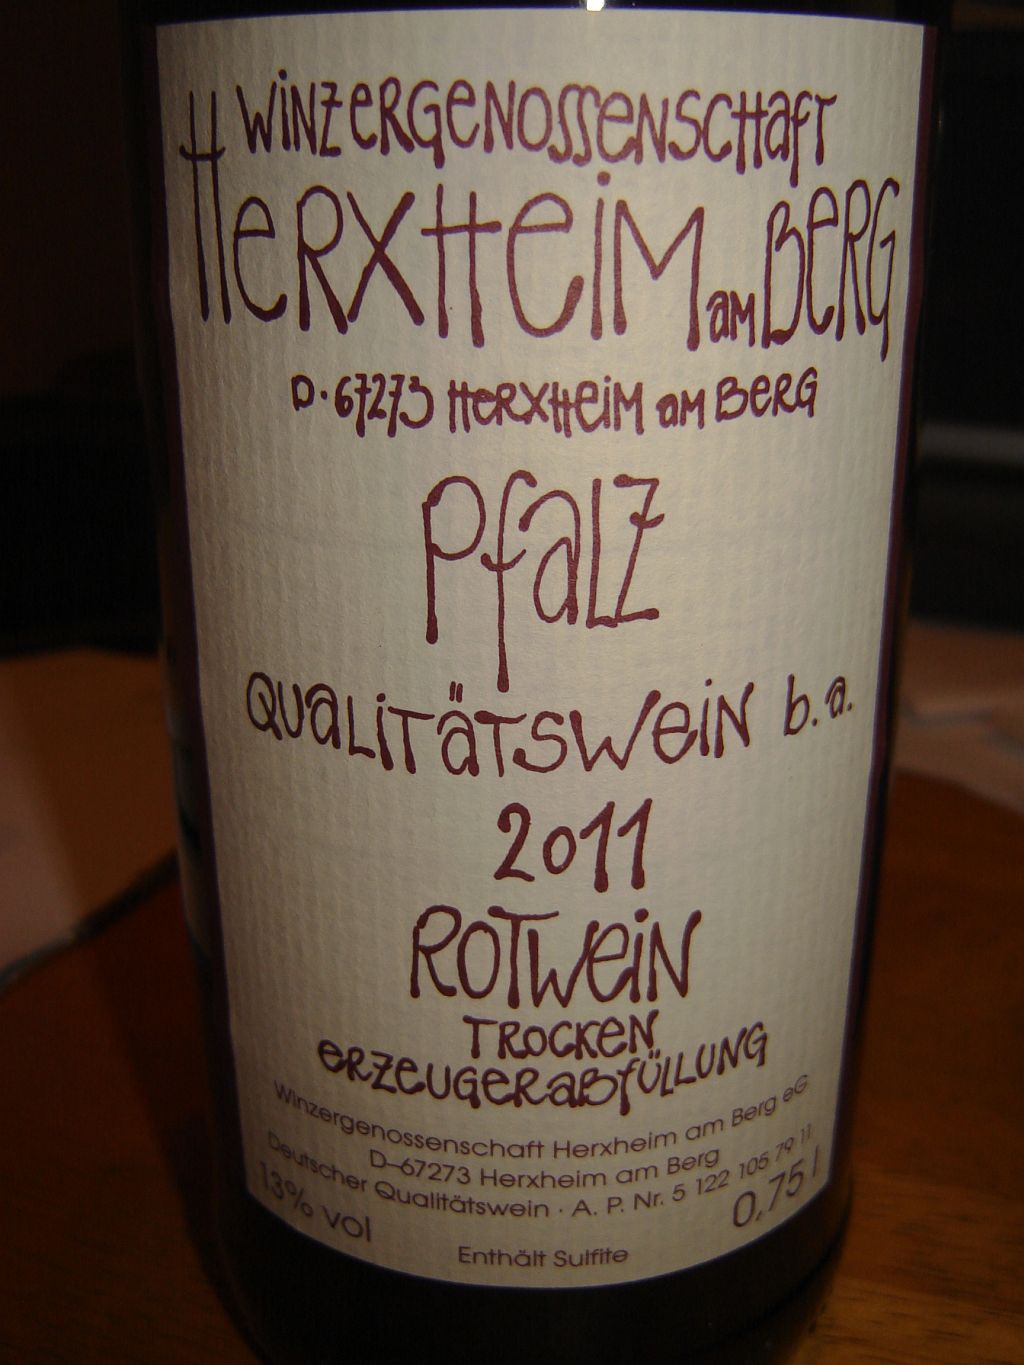 Winzergenossenschaft
Herxheim am Berg
D·67273 Herxheim am Berg
Pfalz
Qualitätswein b.a.
2011
Rotwein
Trocken
Erzeugerabfüllung
Winzergenossenschaft Herxheim am Berg eG
D–67273 Herxheim am Berg
Deutscher Qualitätswein · A. P. Nr. 5 122 105 79 11
13% vol
0,75 l
Enthält Sulfite